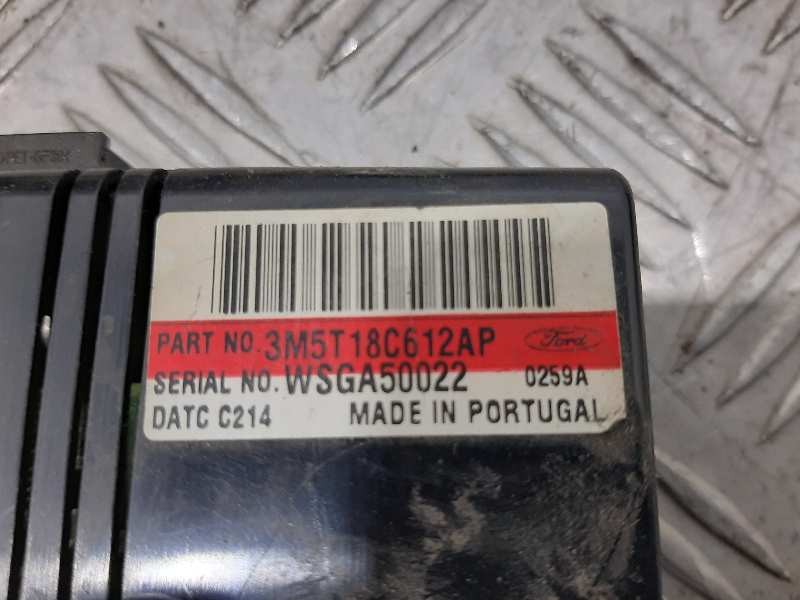 PART NO. 3M5T18C612AP Ford
SERIAL NO. WSGA50022 0259A
DATC C214 MADE IN PORTUGAL